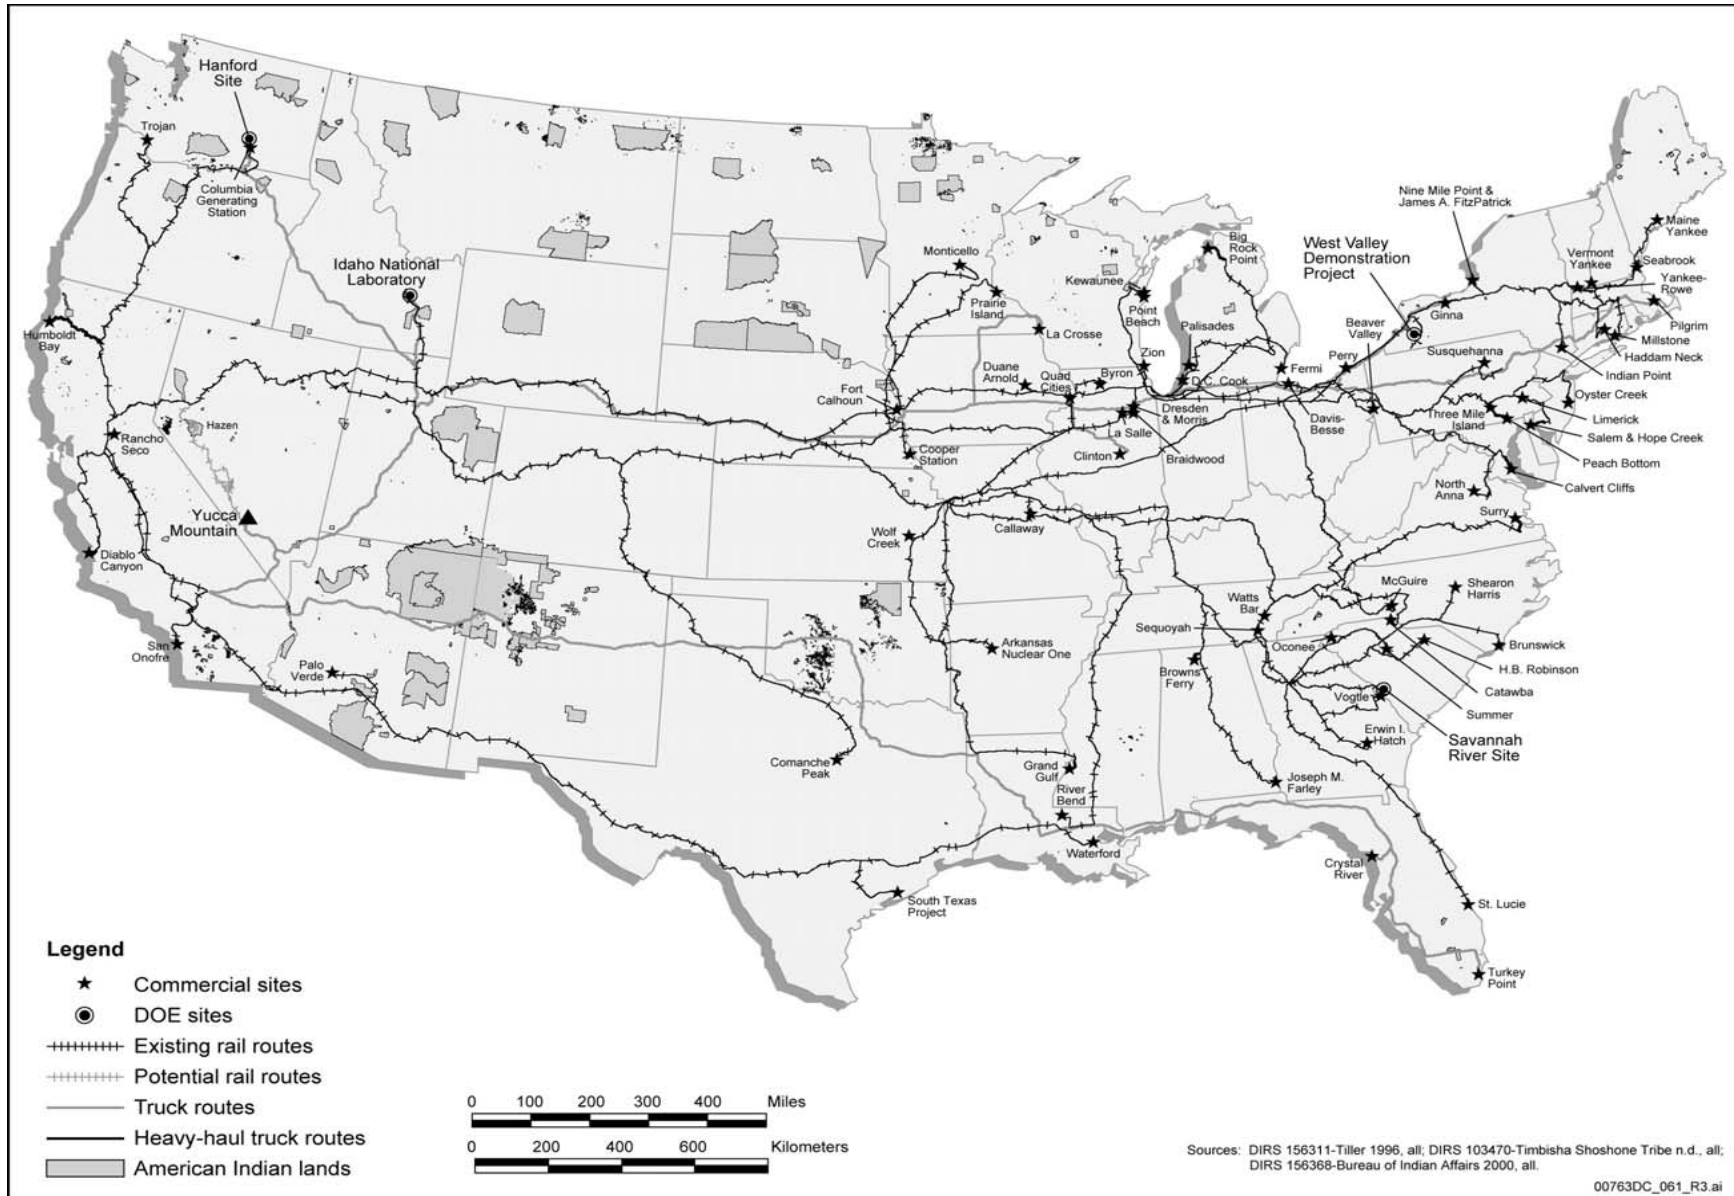 Hanford
Site
Trojan
Columbia
Generating
Station
Idaho National
Laboratory
Humboldt
Bay
Hazen
Rancho
Seco
Yucca
Mountain
Diablo
Canyon
San
Onofre
Palo
Verde
Monticello
Prairie
Island
La Crosse
Kewaunee
Point
Beach
Big
Rock
Point
Palisades
Zion
Duane
Arnold
Quad
Cities
Byron
D.C. Cook
Fermi
Fort
Calhoun
Dresden
& Morris
La Salle
Clinton
Braidwood
Cooper
Station
Wolf
Creek
Callaway
Davis-
Besse
Perry
Beaver
Valley
West Valley
Demonstration
Project
Nine Mile Point &
James A. FitzPatrick
Ginna
Susquehanna
Vermont
Yankee
Maine
Yankee
Seabrook
Yankee-
Rowe
Pilgrim
Millstone
Haddam Neck
Indian Point
Oyster Creek
Limerick
Three Mile
Island
Salem & Hope Creek
Peach Bottom
Calvert Cliffs
North
Anna
Surry
McGuire
Shearon
Harris
Watts
Bar
Sequoyah
Oconee
Brunswick
H.B. Robinson
Catawba
Summer
Browns
Ferry
Vogtle
Savannah
River Site
Erwin I.
Hatch
Joseph M.
Farley
Arkansas
Nuclear One
Comanche
Peak
Grand
Gulf
River
Bend
Waterford
South Texas
Project
Crystal
River
St. Lucie
Turkey
Point
Legend
Commercial sites
DOE sites
Existing rail routes
Potential rail routes
Truck routes
Heavy-haul truck routes
American Indian lands
0 100 200 300 400 Miles
0 200 400 600 Kilometers
Sources: DIRS 156311-Tiller 1996, all; DIRS 103470-Timbisha Shoshone Tribe n.d., all;
DIRS 156368-Bureau of Indian Affairs 2000, all.
00763DC_061_R3.ai